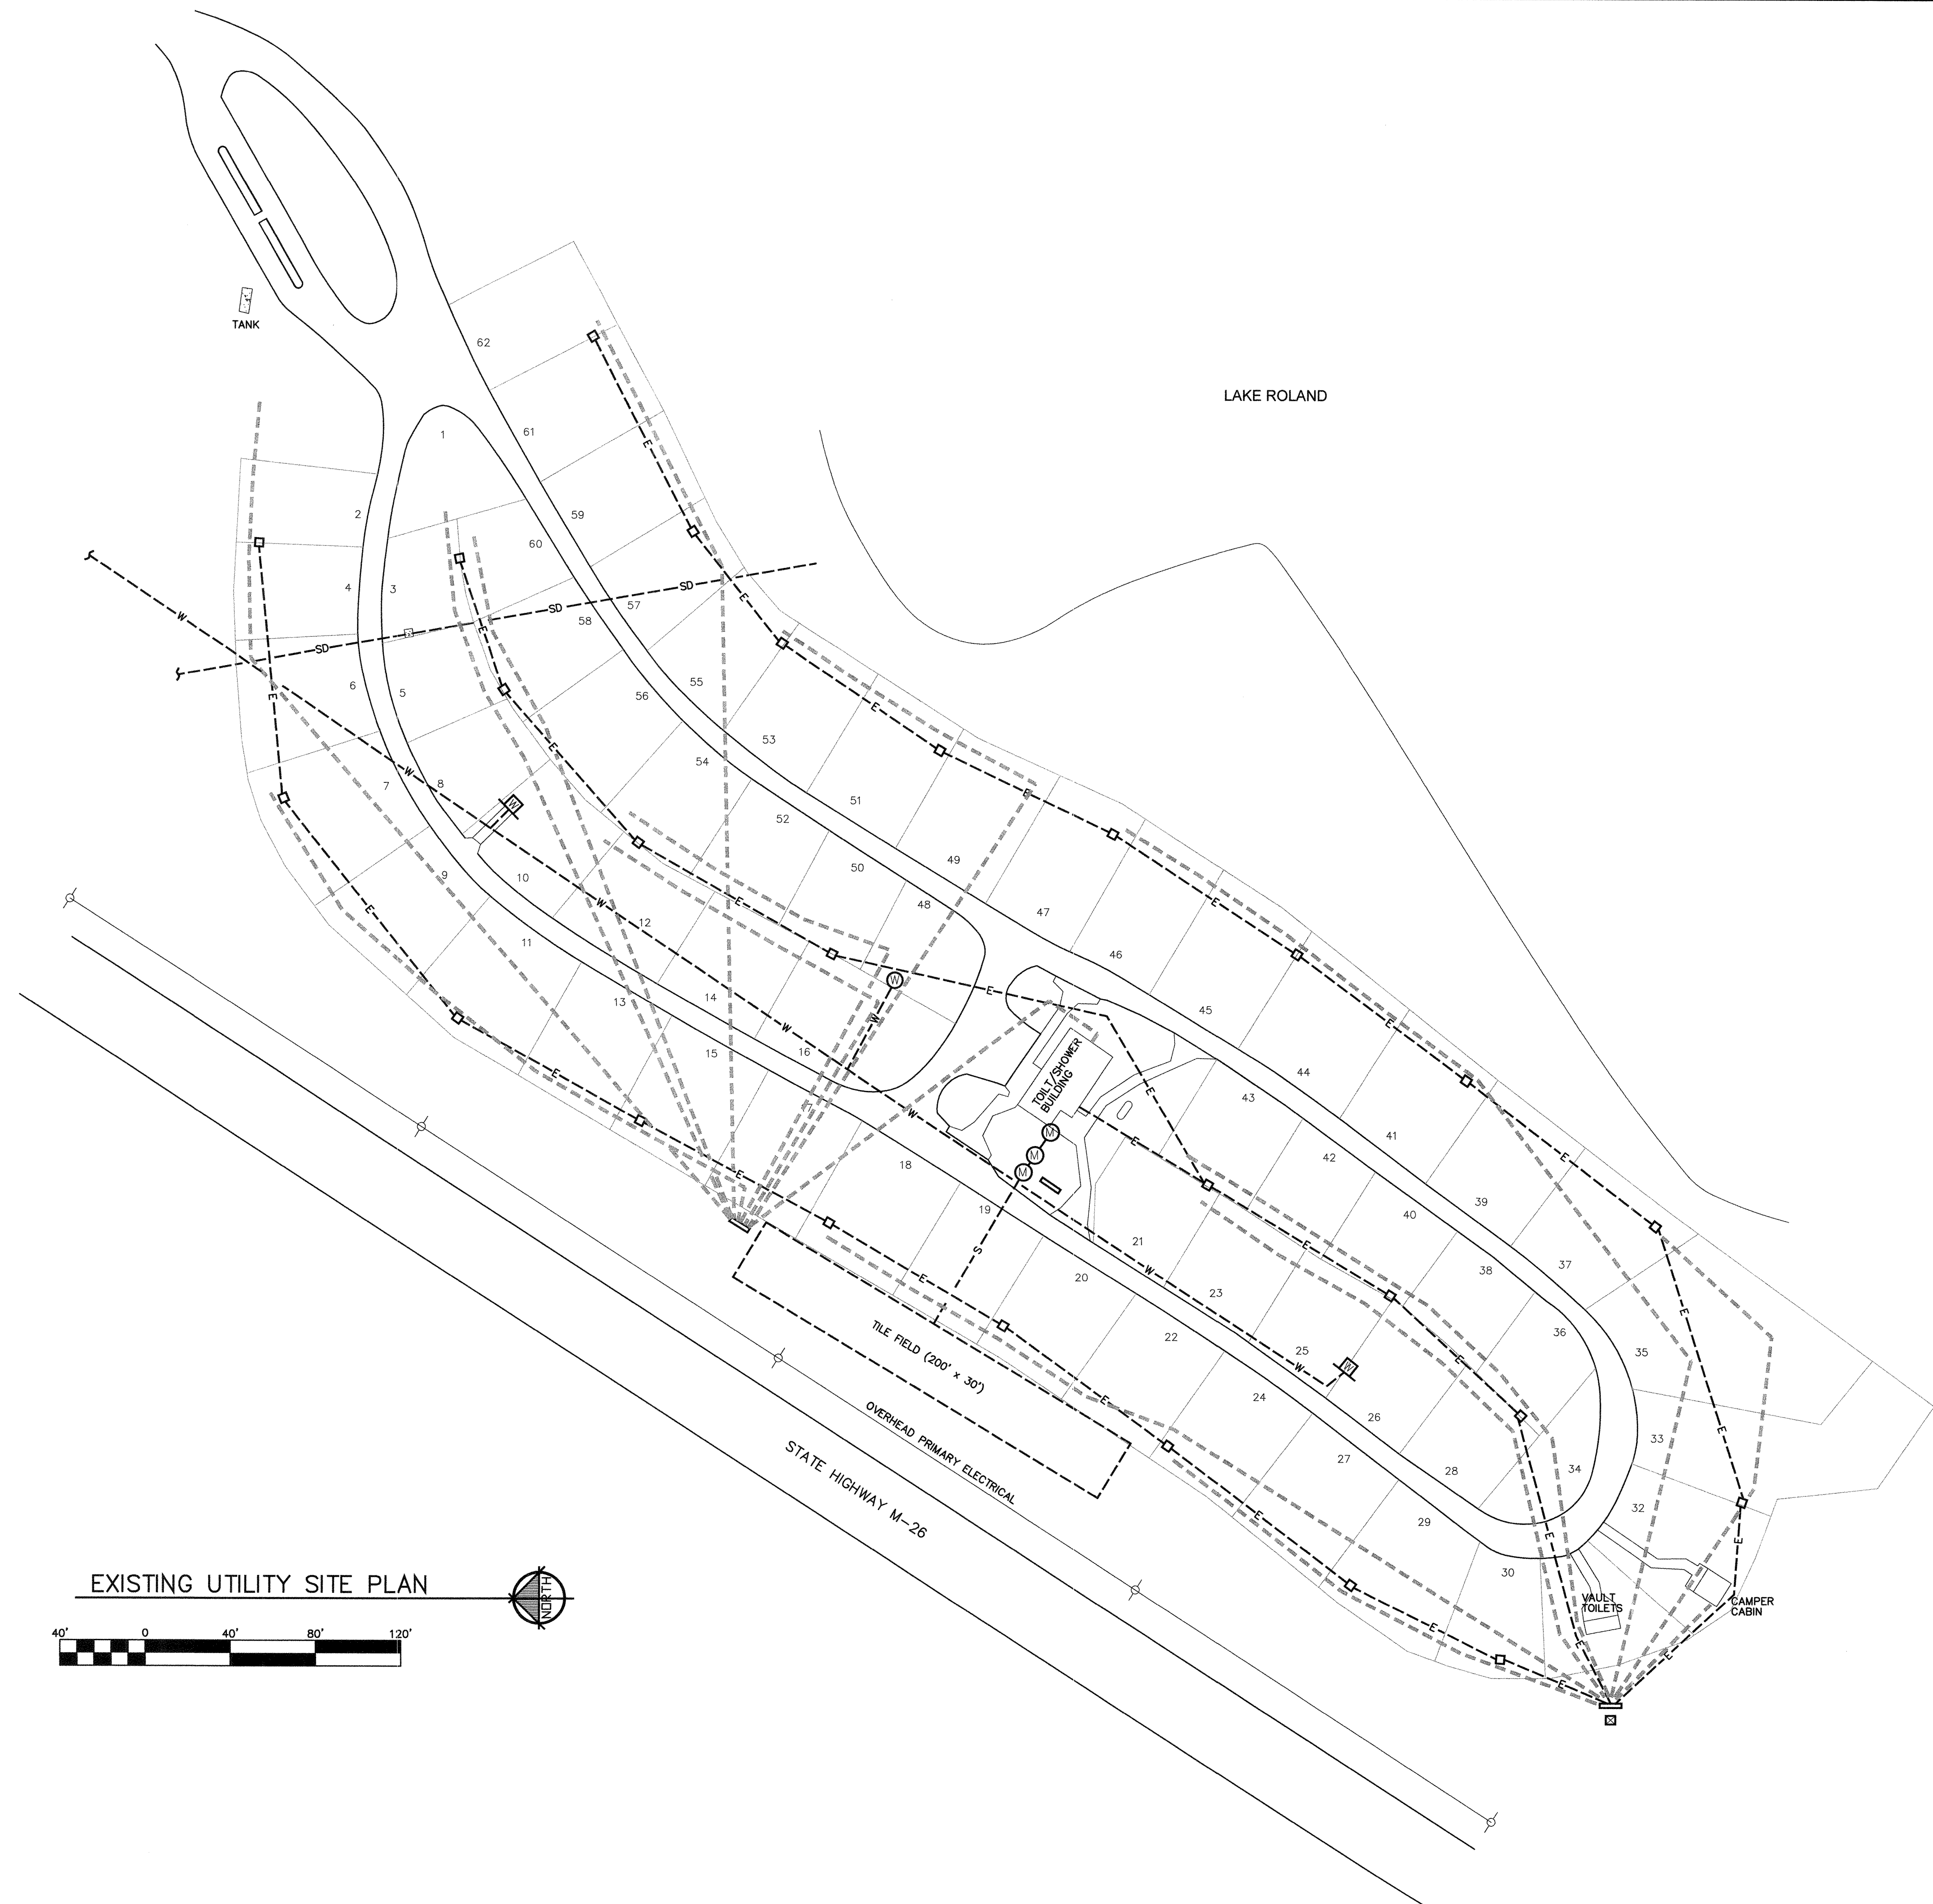 TANK
LAKE ROLAND
62
61
1
59
2
60
4
3
57
58
SD
SD
SD
W
E
E
E
E
6
5
55
56
E
53
54
7
8
W
W
51
52
E
E
49
50
9
10
48
47
W
12
E
E
E
11
46
E
W
13
14
45
W
W
E
15
16
E
44
43
W
E
17
TOILT/SHOWER
BUILDING
M
M
M
E
41
42
E
E
18
39
40
19
S
21
E
20
W
37
38
23
E
E
22
25
36
35
W
W
E
TILE FIELD (200' x 30')
24
E
26
E
33
27
28
34
OVERHEAD PRIMARY ELECTRICAL
STATE HIGHWAY M-26
32
29
E
E
E
30
VAULT
TOILETS
CAMPER
CABIN
E
E
E
E
EXISTING UTILITY SITE PLAN
NORTH
40' 0 40' 80' 120'